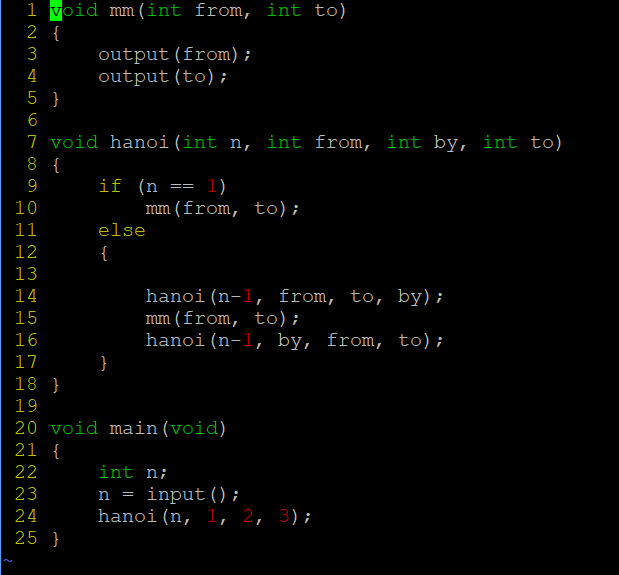 1 void mm(int from, int to)
2 {
3     output(from);
4     output(to);
5 }
6
7 void hanoi(int n, int from, int by, int to)
8 {
9     if (n == 1)
10         mm(from, to);
11     else
12     {
13
14         hanoi(n-1, from, to, by);
15         mm(from, to);
16         hanoi(n-1, by, from, to);
17     }
18 }
19
20 void main(void)
21 {
22     int n;
23     n = input();
24     hanoi(n, 1, 2, 3);
25 }
~